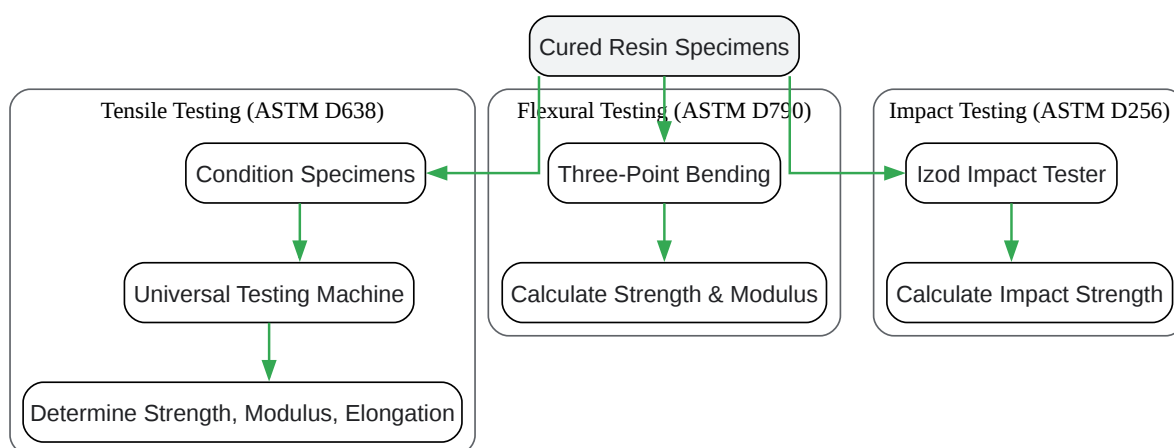 Cured Resin Specimens
Tensile Testing (ASTM D638)
Flexural Testing (ASTM D790)
Impact Testing (ASTM D256)
Condition Specimens
Three-Point Bending
Izod Impact Tester
Universal Testing Machine
Calculate Strength & Modulus
Calculate Impact Strength
Determine Strength, Modulus, Elongation